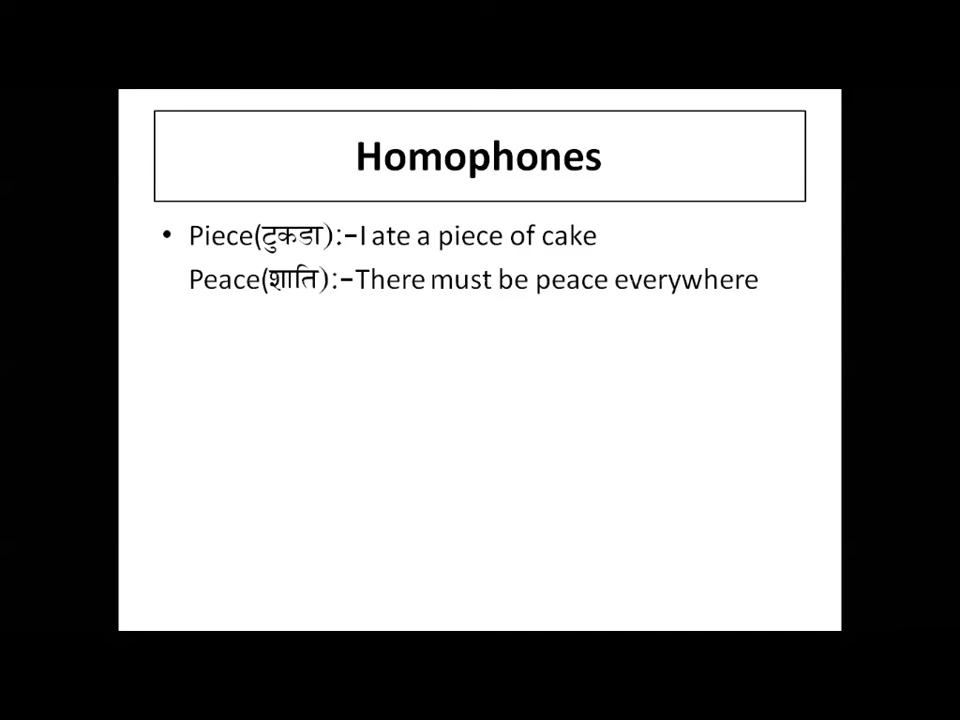 Homophones
• Piece(टुकडा):-I ate a piece of cake
Peace(शाति):-There must be peace everywhere